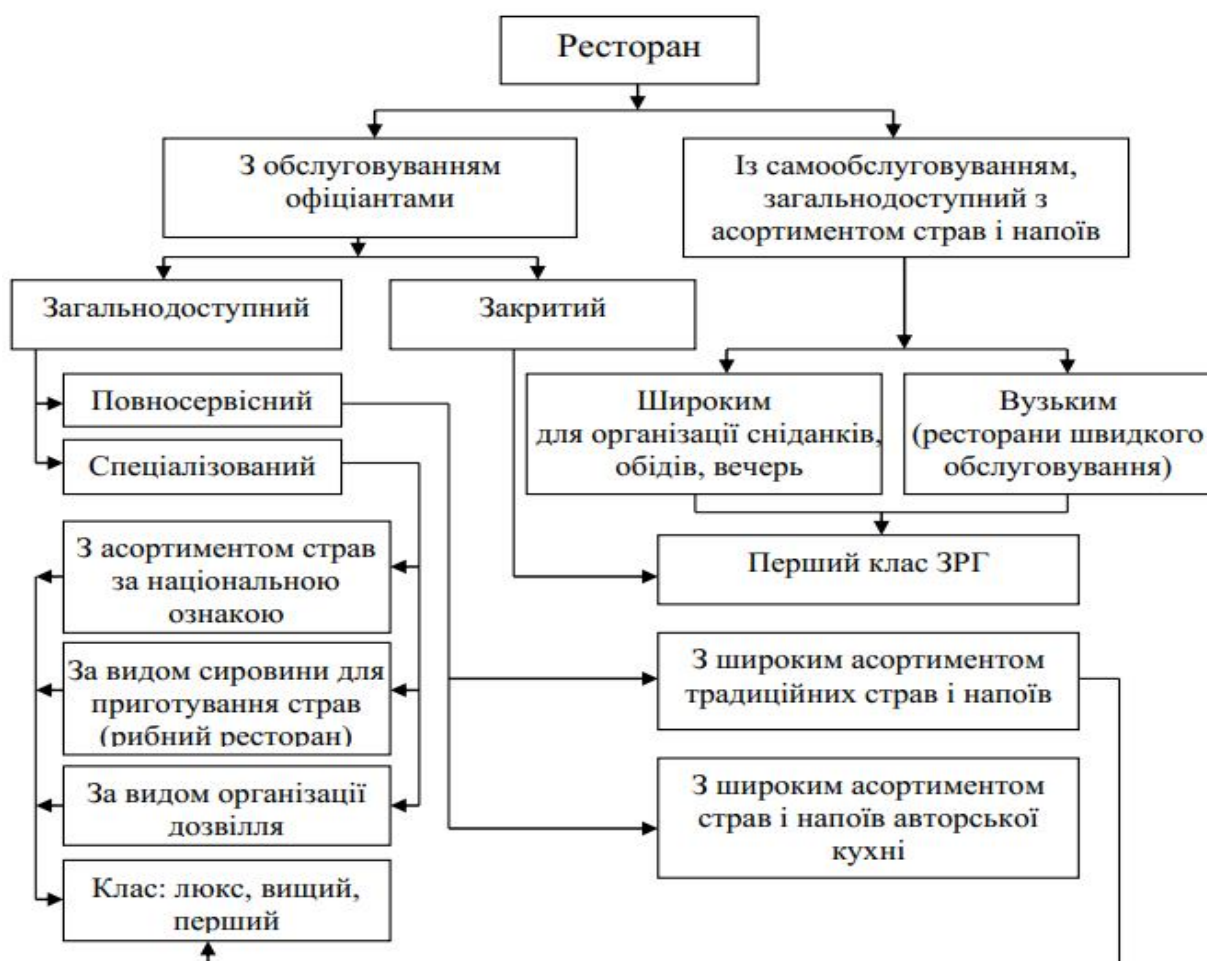 Ресторан
З обслуговуванням
офіціантами
Із самообслуговуванням,
загальнодоступний з
асортиментом страв і напоїв
Загальнодоступний
Закритий
Повносервісний
Спеціалізований
Широким
для організації сніданків,
обідів, вечерь
Вузьким
(ресторани швидкого
обслуговування)
З асортиментом страв
за національною
ознакою
Перший клас ЗРГ
За видом сировини для
приготування страв
(рибний ресторан)
З широким асортиментом
традиційних страв і напоїв
За видом організації
дозвілля
З широким асортиментом
страв і напоїв авторської
кухні
Клас: люкс, вищий,
перший